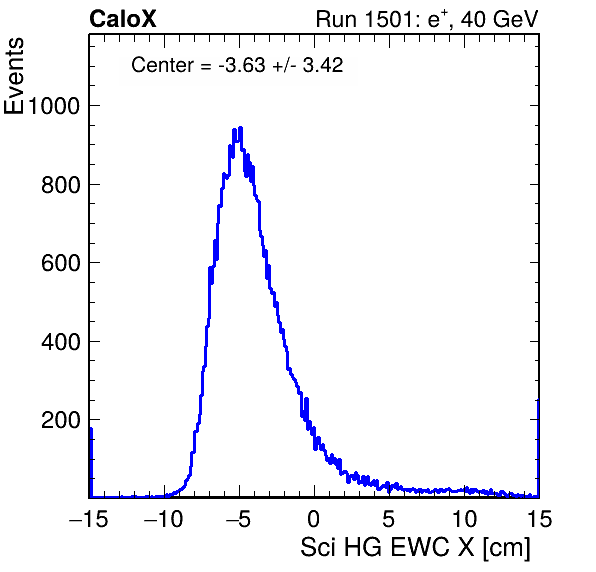 CaloX Run 1501: e⁺, 40 GeV
Center = -3.63 +/- 3.42
Events
1000
800
600
400
200
−15 −10 −5 0 5 10 15
Sci HG EWC X [cm]